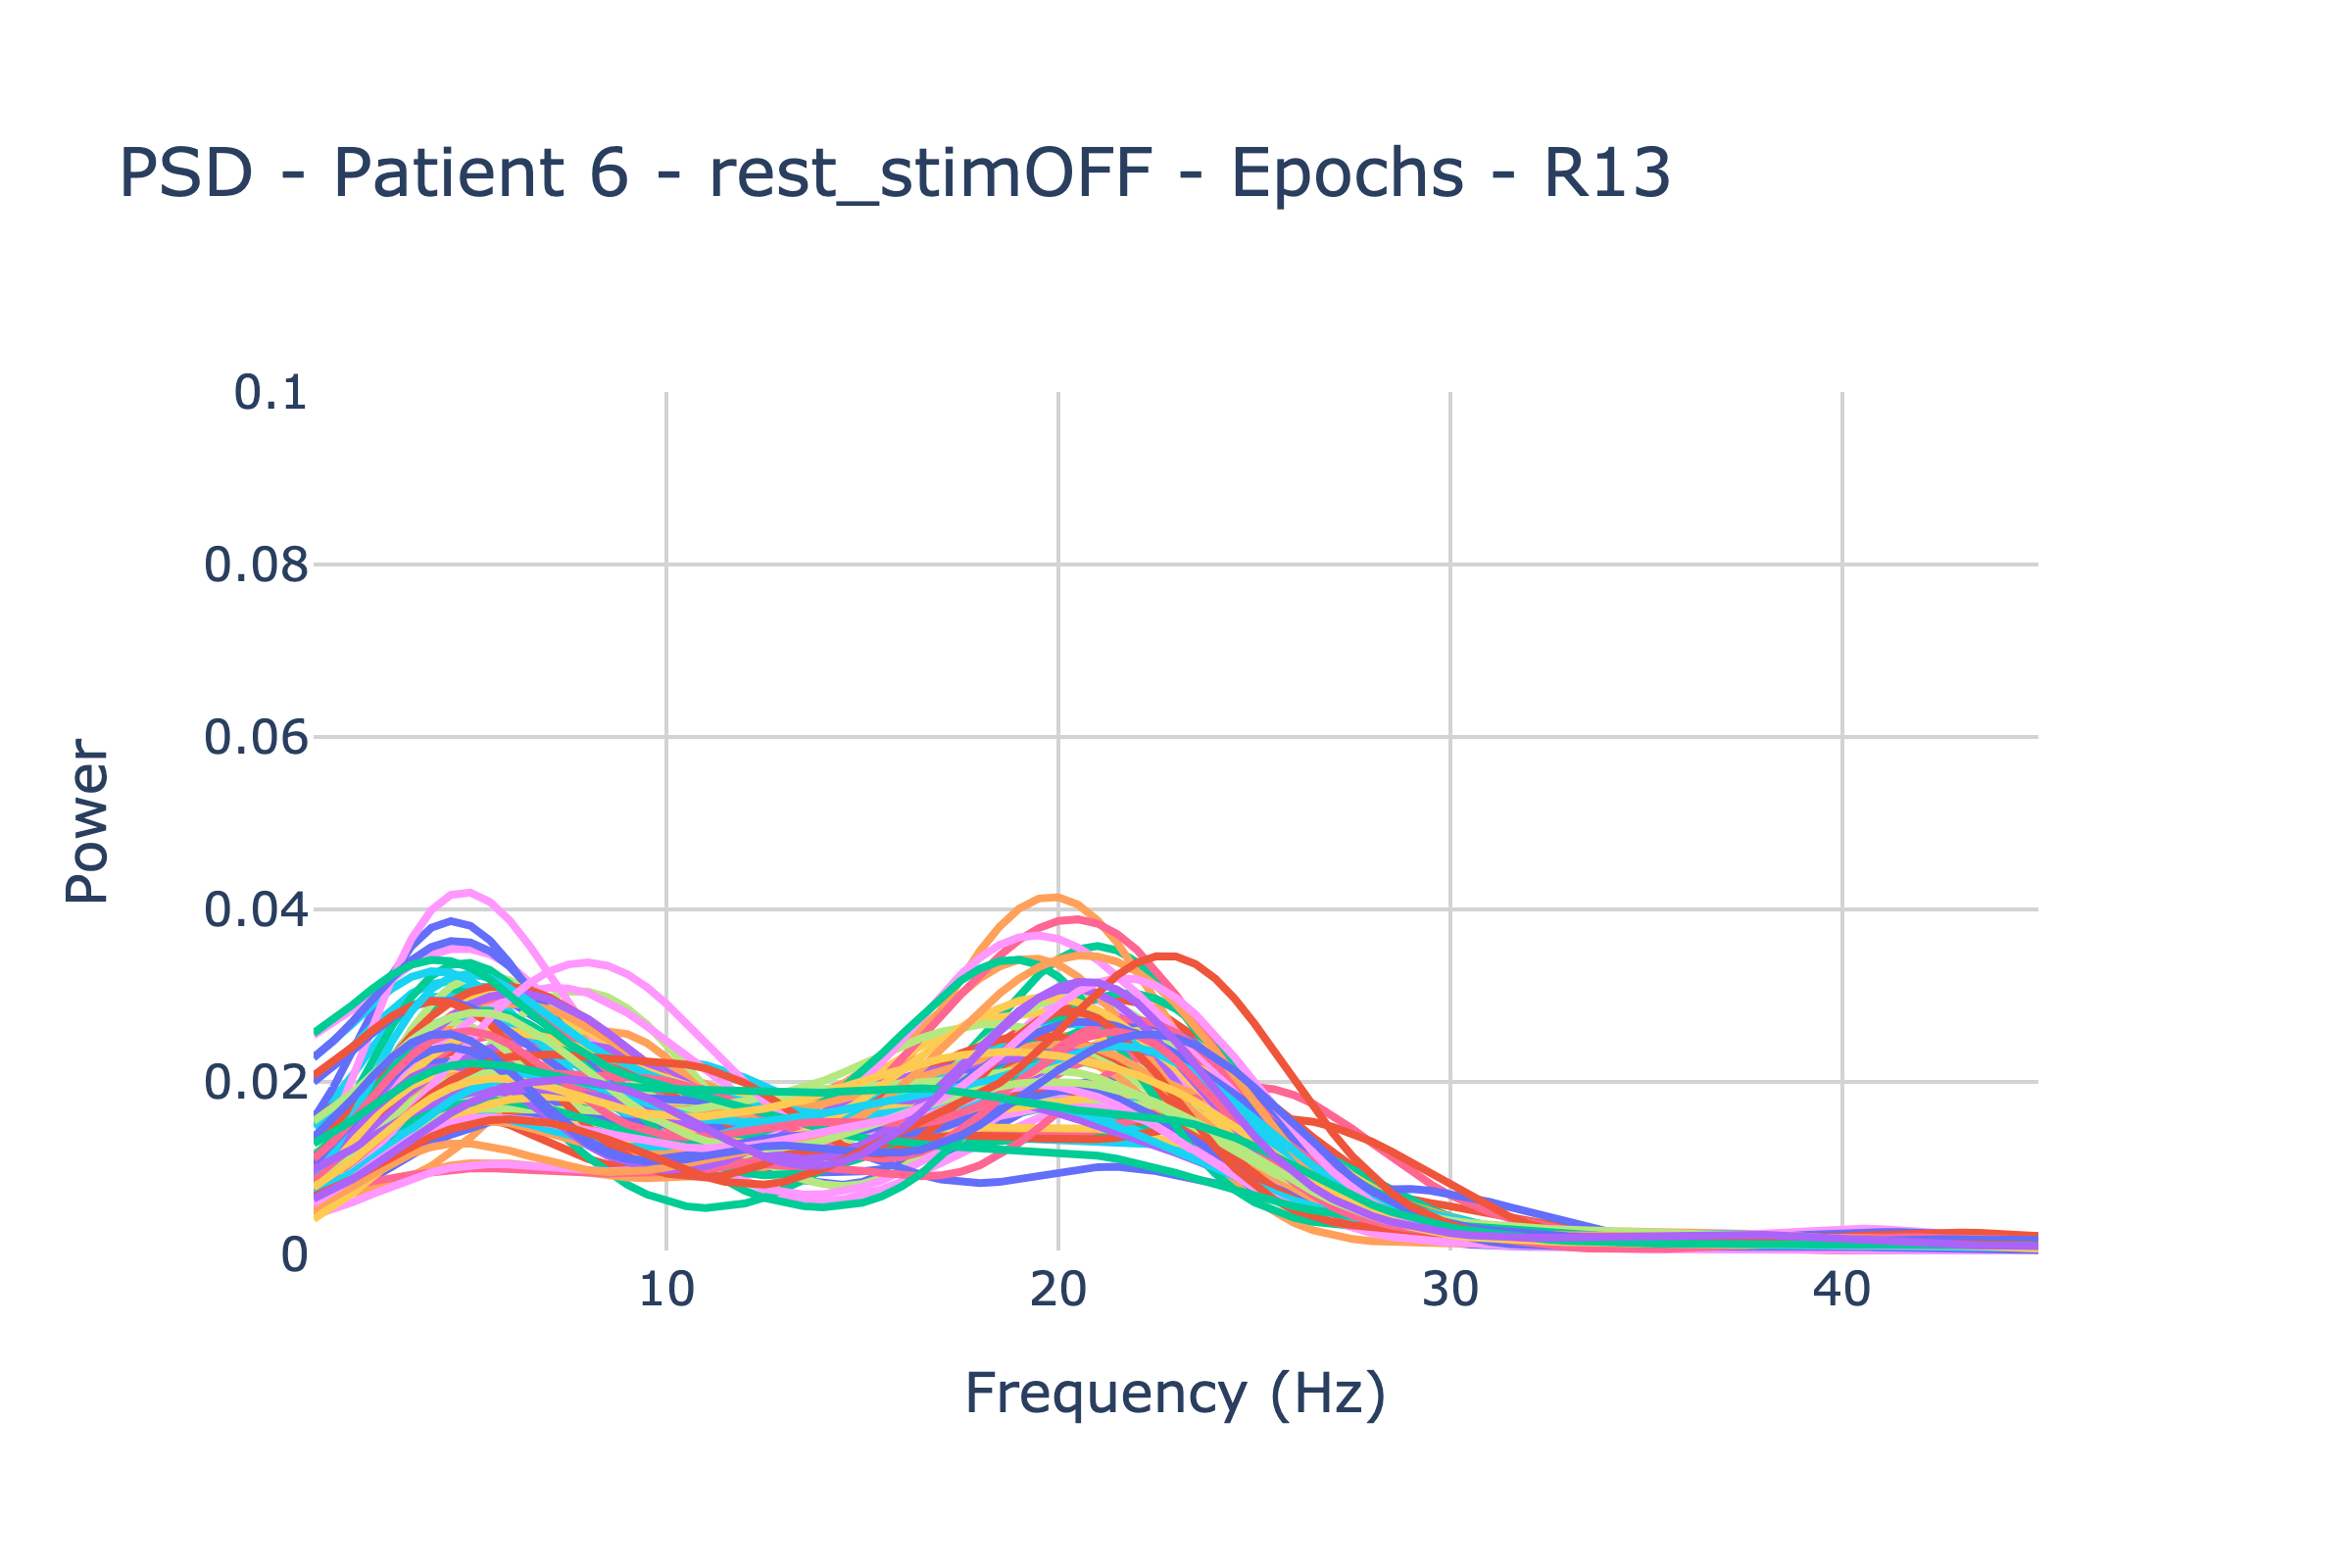 PSD - Patient 6 - rest_stimOFF - Epochs - R13
0.1
0.08
0.06
0.04
0.02
0
Power
10 20 30 40
Frequency (Hz)